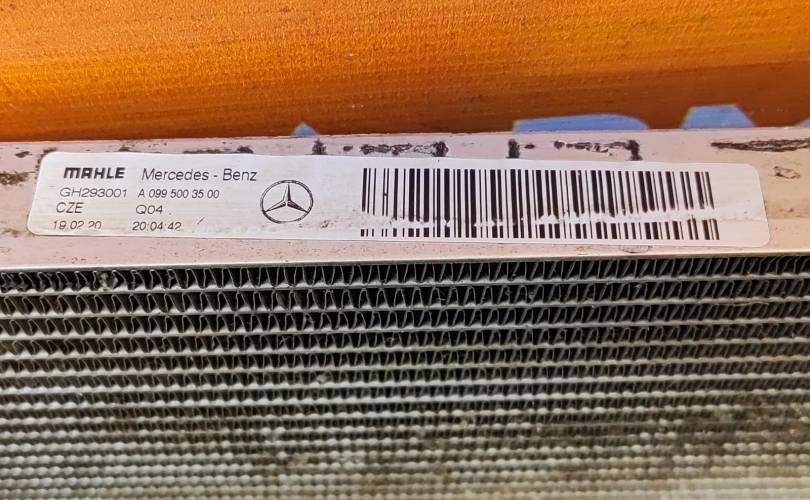 MAHLE Mercedes - Benz
GH293001 A 099 500 35 00
CZE Q04
19.02.20 20:04:42